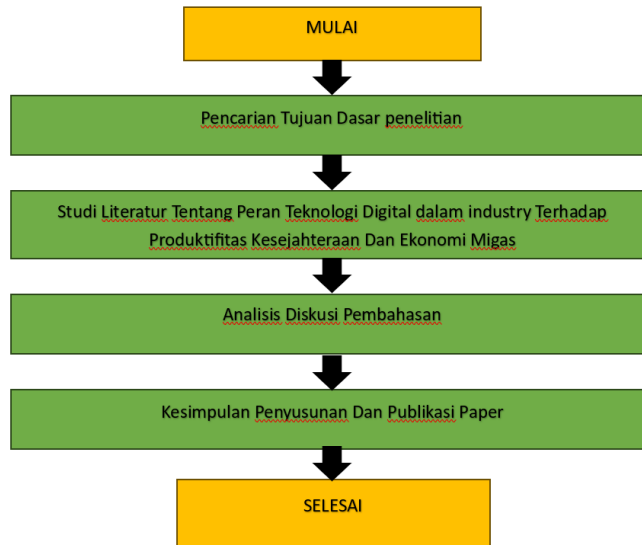 MULAI
Pencarian Tujuan Dasar penelitian
Studi Literatur Tentang Peran Teknologi Digital dalam industry Terhadap
Produktifitas Kesejahteraan Dan Ekonomi Migas
Analisis Diskusi Pembahasan
Kesimpulan Penyusunan Dan Publikasi Paper
SELESAI